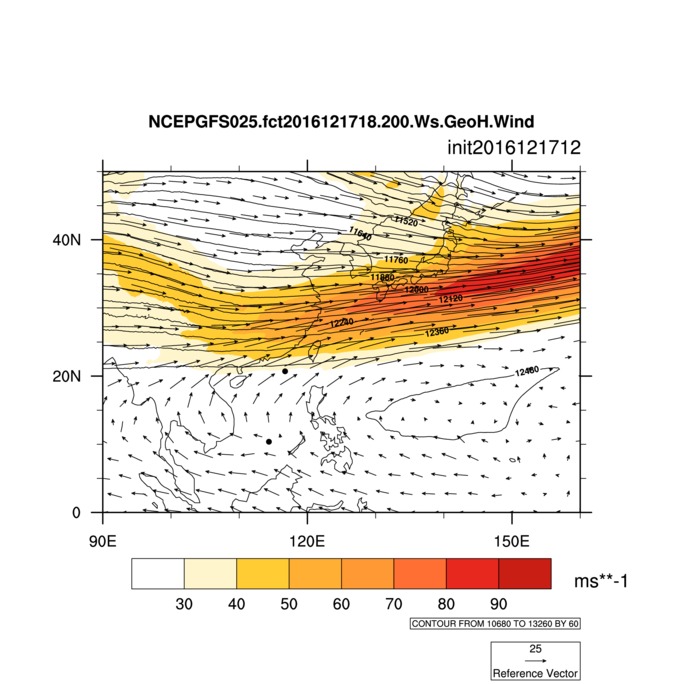 NCEPGFS025.fct2016121718.200.Ws.GeoH.Wind
init2016121712
11520
11640
40N
11760
11880
12000
12120
12240
12360
12480
20N
0
90E 120E 150E
ms**-1
30 40 50 60 70 80 90
CONTOUR FROM 10680 TO 13260 BY 60
25
Reference Vector